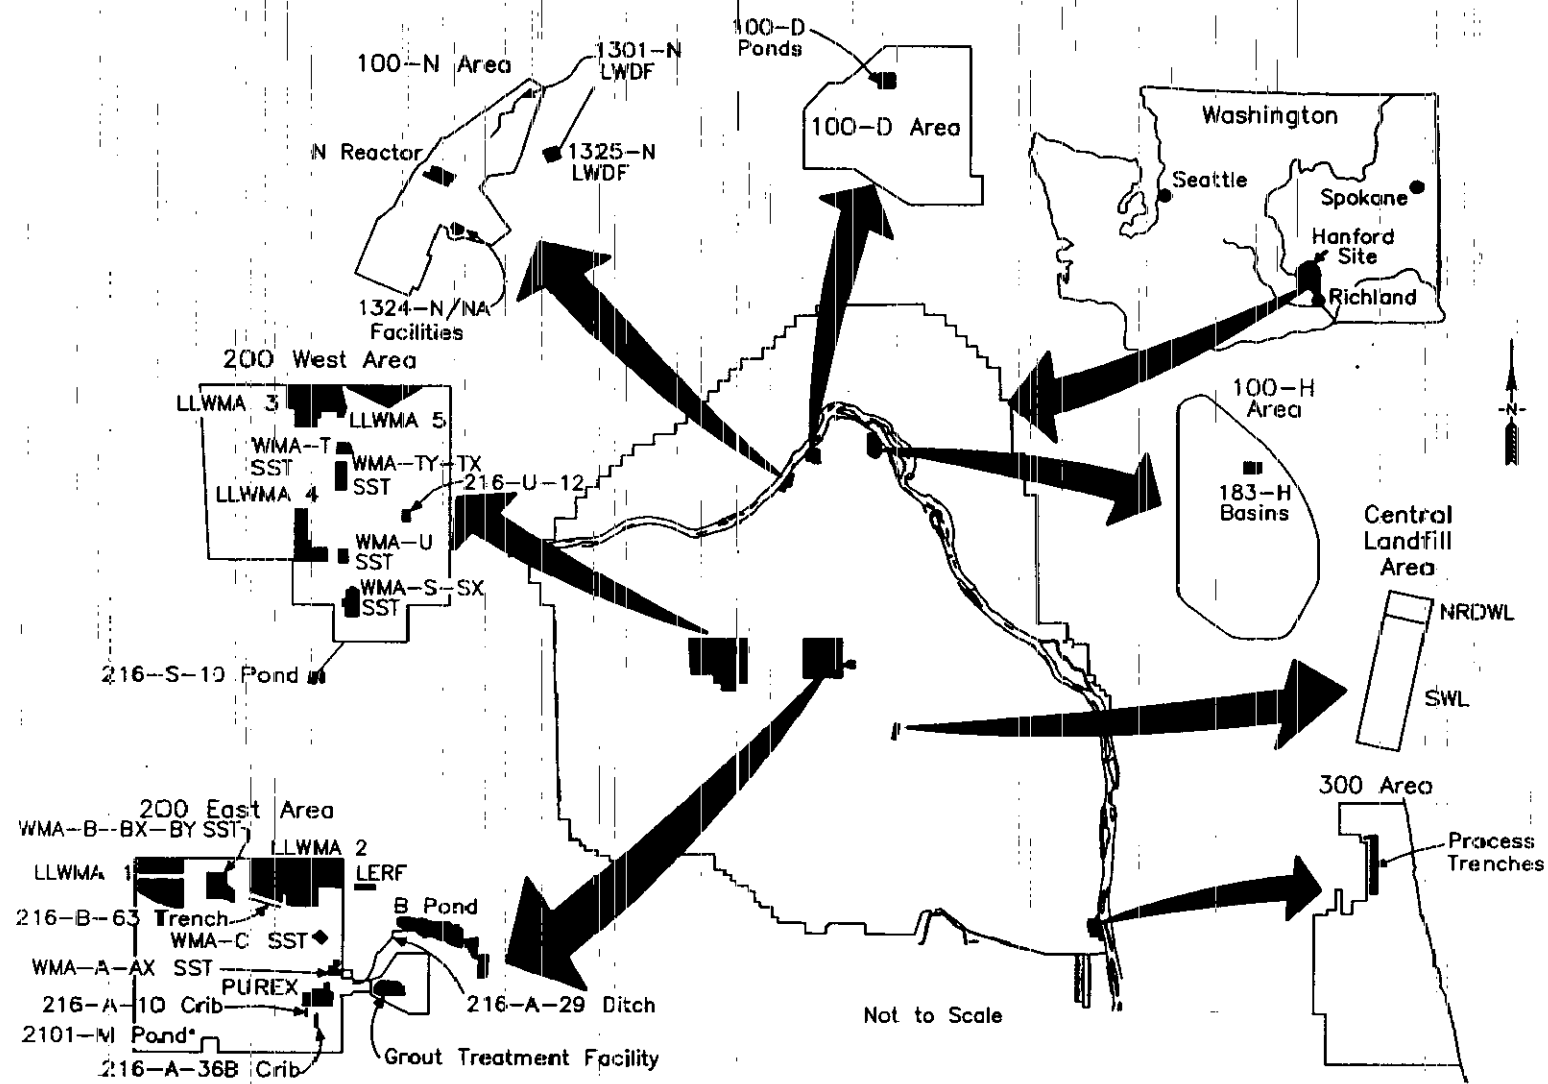 100-N Area
1301-N
LWDF
N Reactor
1325-N
LWDF
1324-N/NA
Facilities
100-D
Ponds
100-D Area
Washington
Seattle
Spokane
Hanford
Site
Richland
-N-
200 West Area
LLWMA 3
LLWMA 5
WMA-T
SST
WMA-TY-TX
SST
LLWMA 4
216-U-12
WMA-U
SST
WMA-S-SX
SST
216-S-10 Pond
100-H
Area
183-H
Basins
Central
Landfill
Area
NRDWL
SWL
200 East Area
WMA-B-BX-BY SST
LLWMA 2
LLWMA 1
LERF
216-B-63 Trench
B Pond
WMA-C SST
WMA-A-AX SST
PUREX
216-A-10 Crib
2101-M Pond
216-A-36B Crib
216-A-29 Ditch
Grout Treatment Facility
Not to Scale
300 Area
Process
Trenches